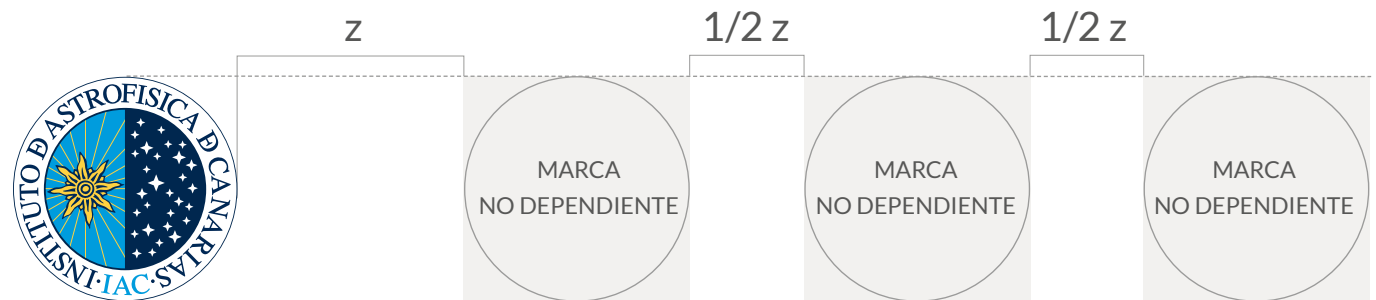 z
1/2 z
1/2 z
INSTITUTO DE ASTROFISICA DE CANARIAS
·IAC·
MARCA
NO DEPENDIENTE
MARCA
NO DEPENDIENTE
MARCA
NO DEPENDIENTE